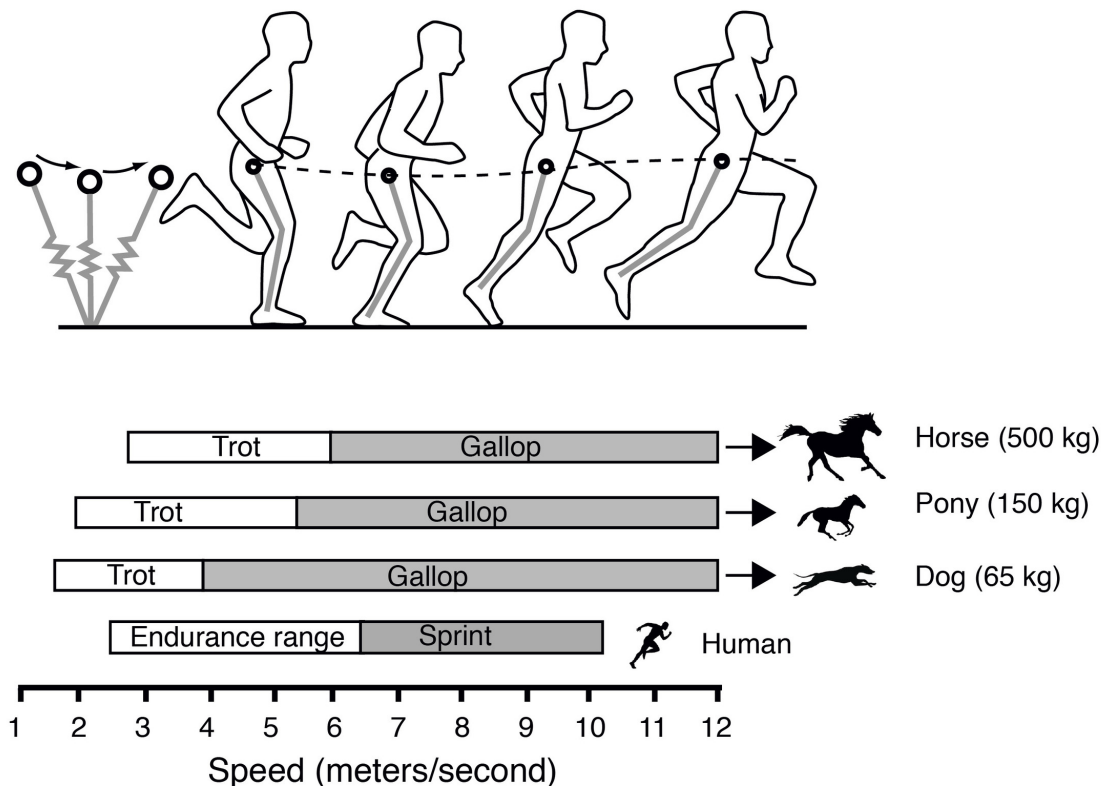 Trot Gallop Horse (500 kg)
Trot Gallop Pony (150 kg)
Trot Gallop Dog (65 kg)
Endurance range Sprint Human
1 2 3 4 5 6 7 8 9 10 11 12
Speed (meters/second)